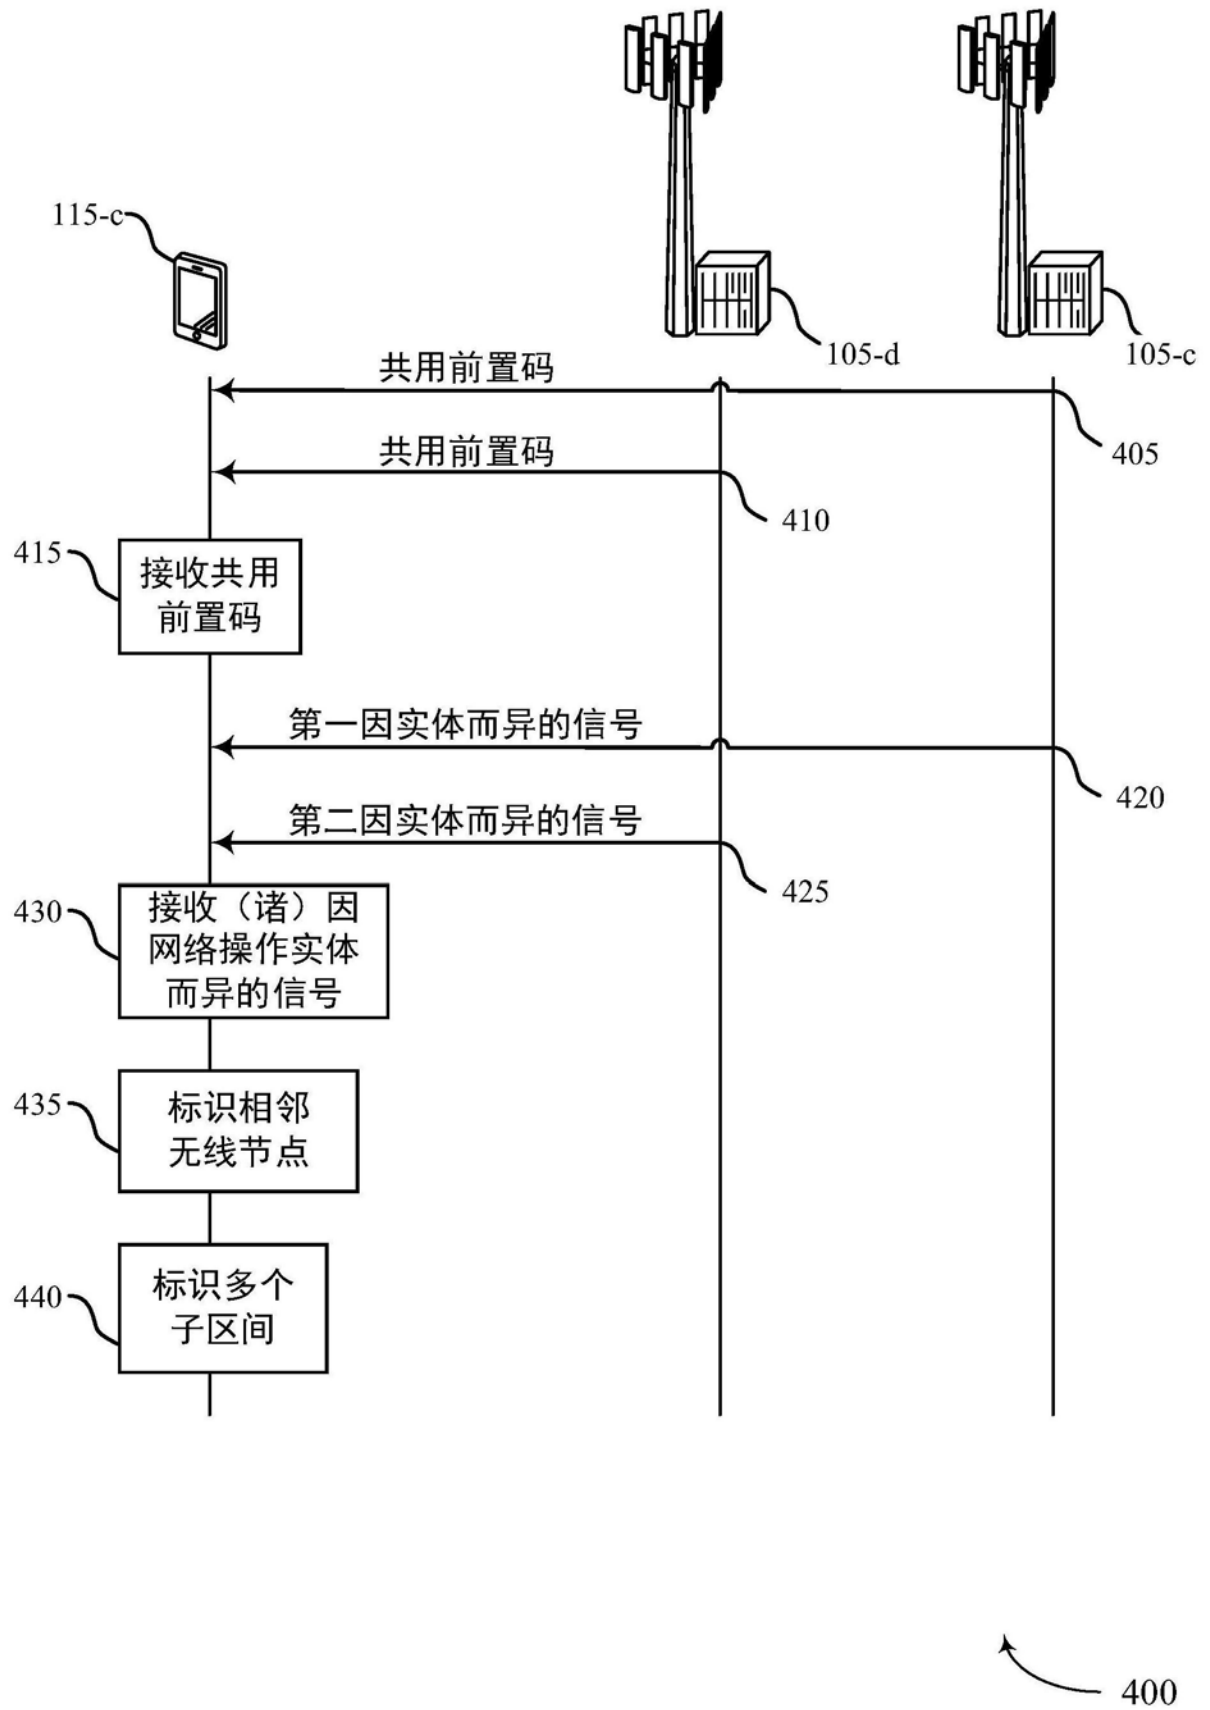 115-c
105-d
105-c
共用前置码
405
共用前置码
410
415
接收共用
前置码
第一因实体而异的信号
420
第二因实体而异的信号
425
430
接收（诸）因
网络操作实体
而异的信号
435
标识相邻
无线节点
440
标识多个
子区间
400